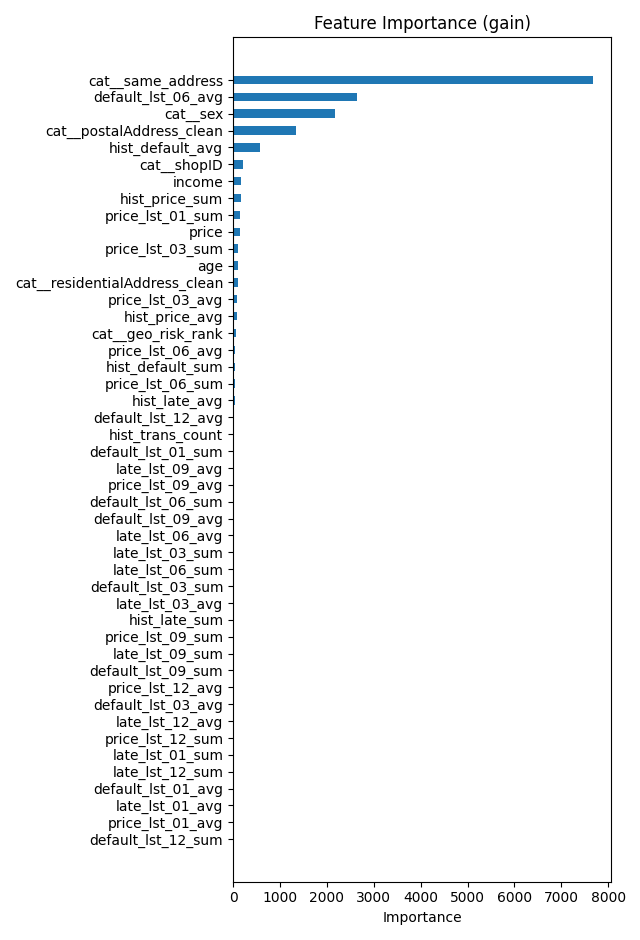 Feature Importance (gain)
cat__same_address
default_lst_06_avg
cat__sex
cat__postalAddress_clean
hist_default_avg
cat__shopID
income
hist_price_sum
price_lst_01_sum
price
price_lst_03_sum
age
cat__residentialAddress_clean
price_lst_03_avg
hist_price_avg
cat__geo_risk_rank
price_lst_06_avg
hist_default_sum
price_lst_06_sum
hist_late_avg
default_lst_12_avg
hist_trans_count
default_lst_01_sum
late_lst_09_avg
price_lst_09_avg
default_lst_06_sum
default_lst_09_avg
late_lst_06_avg
late_lst_03_sum
late_lst_06_sum
default_lst_03_sum
late_lst_03_avg
hist_late_sum
price_lst_09_sum
late_lst_09_sum
default_lst_09_sum
price_lst_12_avg
default_lst_03_avg
late_lst_12_avg
price_lst_12_sum
late_lst_01_sum
late_lst_12_sum
default_lst_01_avg
late_lst_01_avg
price_lst_01_avg
default_lst_12_sum
0 1000 2000 3000 4000 5000 6000 7000 8000
Importance